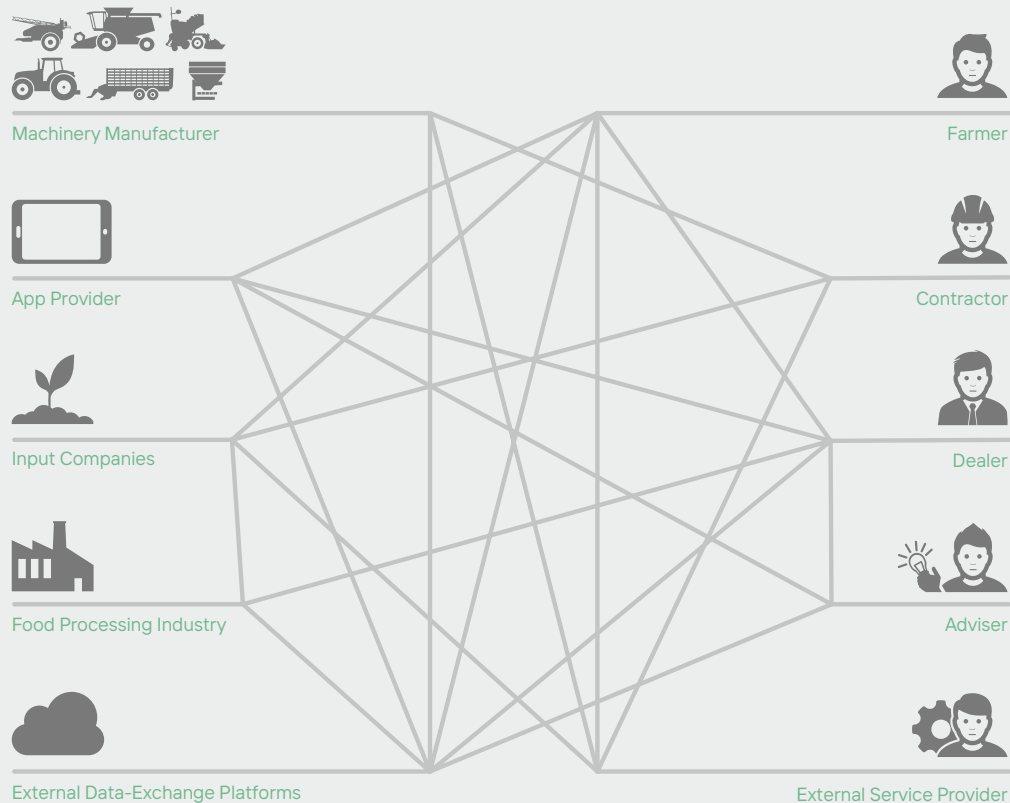 Machinery Manufacturer
Farmer
App Provider
Contractor
Input Companies
Dealer
Food Processing Industry
Adviser
External Data-Exchange Platforms
External Service Provider